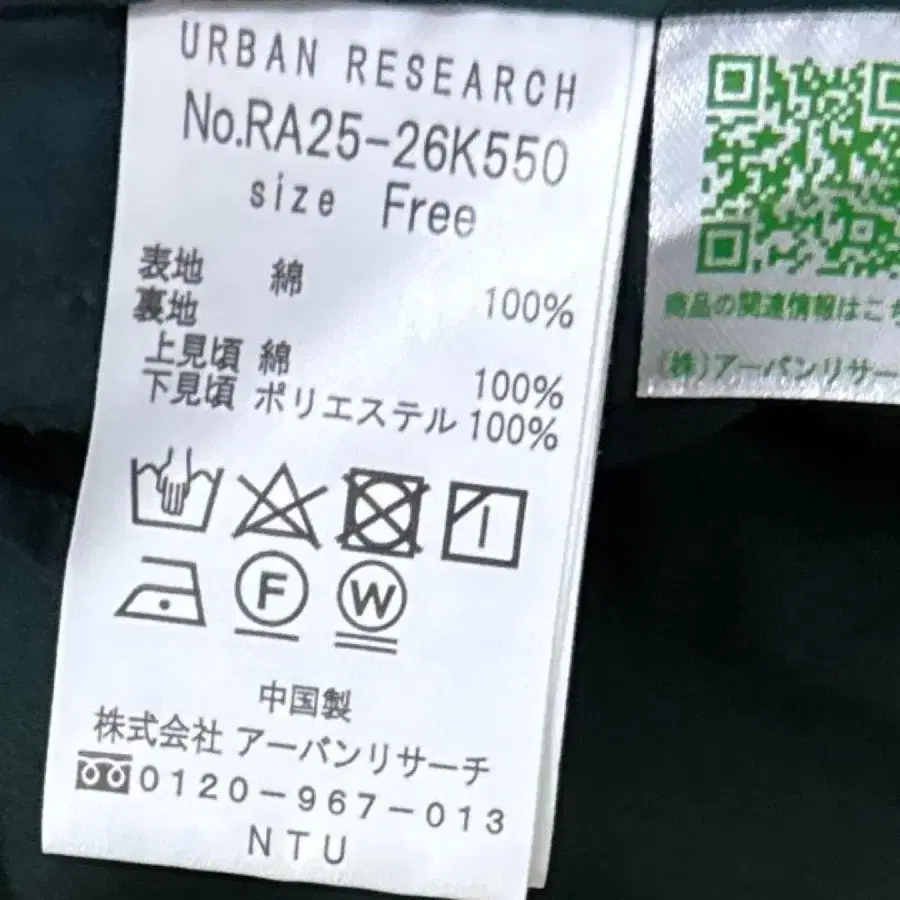 URBAN RESEARCH
No.RA25-26K550
size Free
表地 綿 100%
裏地
上見頃 綿 100%
下見頃 ポリエステル 100%
F W
中国製
株式会社 アーバンリサーチ
0120-967-013
NTU
商品の関連情報はこち
(株)アーバンリサー